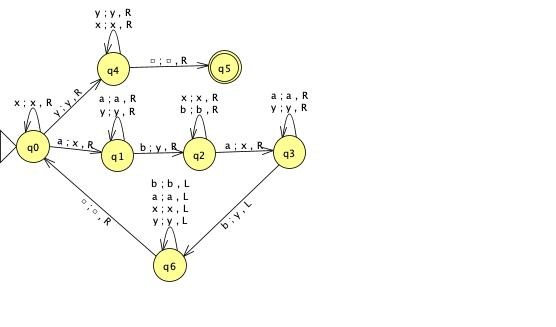 y ; y , R
x ; x , R
q4
□ ; □ , R
q5
y ; y , R
x ; x , R
q0
a ; x , R
a ; a , R
y ; y , R
q1
b ; y , R
x ; x , R
b ; b , R
q2
a ; x , R
a ; a , R
y ; y , R
q3
b ; y , L
b ; b , L
a ; a , L
x ; x , L
y ; y , L
q6
□ ; □ , R